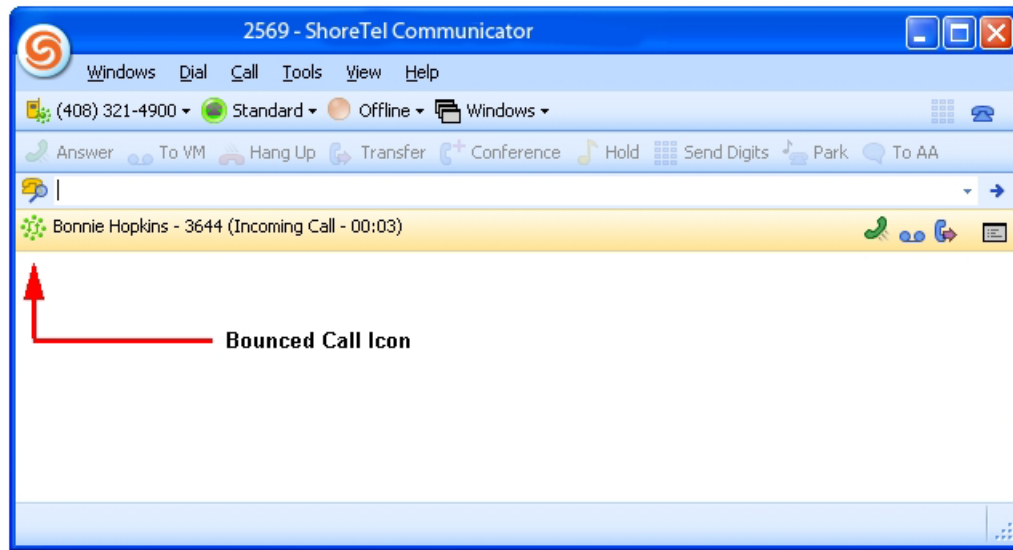 2569 - ShoreTel Communicator
Windows Dial Call Tools View Help
(408) 321-4900 Standard Offline Windows
Answer To VM Hang Up Transfer Conference Hold Send Digits Park To AA
Bonnie Hopkins - 3644 (Incoming Call - 00:03)
Bounced Call Icon